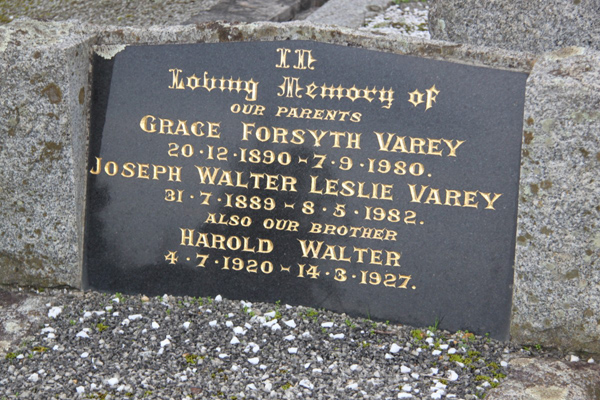 In
Loving Memory of
OUR PARENTS
GRACE FORSYTH VAREY
20·12·1890 - 7·9·1980.
JOSEPH WALTER LESLIE VAREY
31·7·1889 - 8·5·1982.
ALSO OUR BROTHER
HAROLD WALTER
4·7·1920 - 14·3·1927.